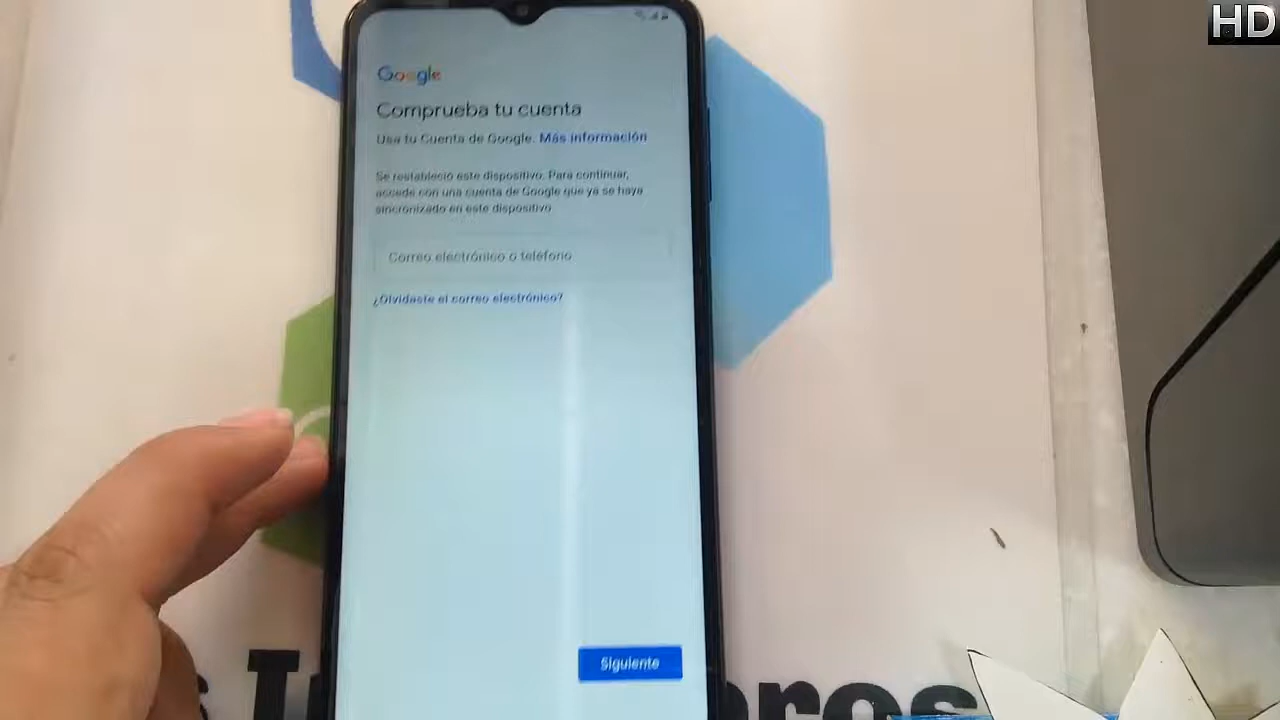 HD
Google
Comprueba tu cuenta
Usa tu Cuenta de Google. Más información
Se restableció este dispositivo. Para continuar,
accede con una cuenta de Google que ya se haya
sincronizado en este dispositivo
Correo electrónico o teléfono
¿Olvidaste el correo electrónico?
Siguiente